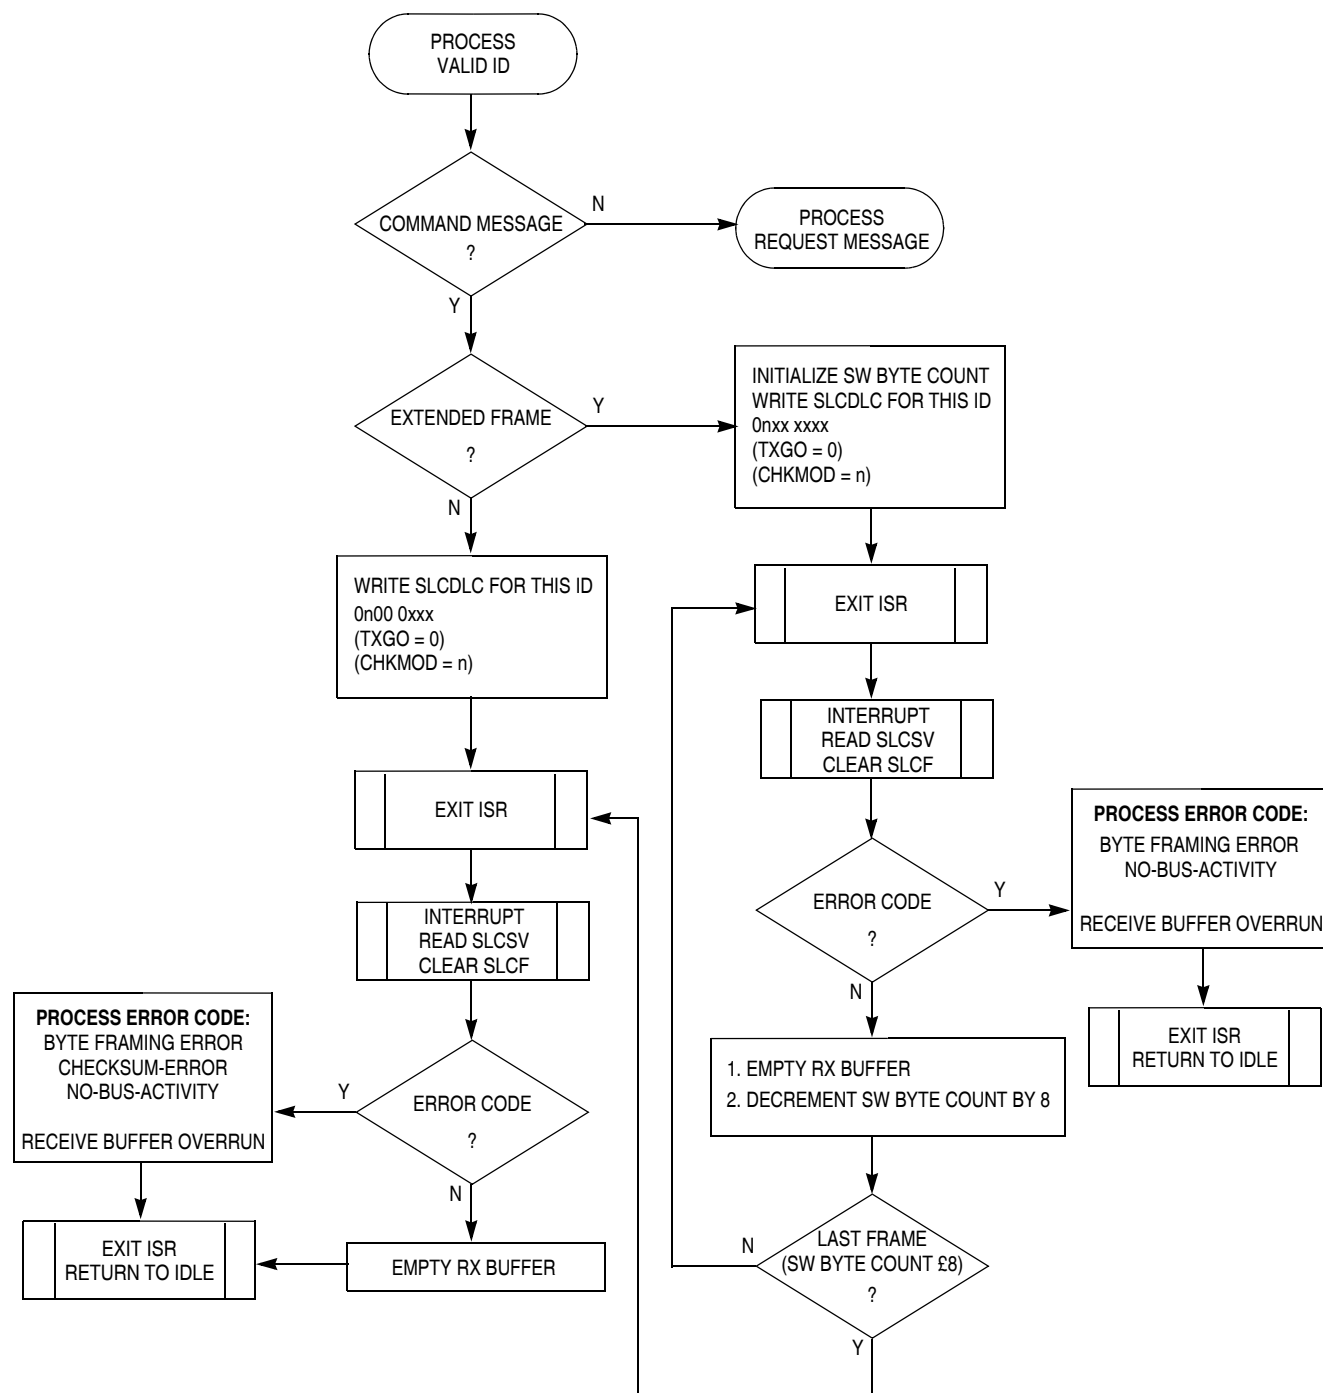 PROCESS
VALID ID
COMMAND MESSAGE
?
N
PROCESS
REQUEST MESSAGE
Y
EXTENDED FRAME
?
Y
INITIALIZE SW BYTE COUNT
WRITE SLCDLC FOR THIS ID
0nxx xxxx
(TXGO = 0)
(CHKMOD = n)
N
WRITE SLCDLC FOR THIS ID
0n00 0xxx
(TXGO = 0)
(CHKMOD = n)
EXIT ISR
INTERRUPT
READ SLCSV
CLEAR SLCF
EXIT ISR
INTERRUPT
READ SLCSV
CLEAR SLCF
ERROR CODE
?
Y
PROCESS ERROR CODE:
BYTE FRAMING ERROR
NO-BUS-ACTIVITY
RECEIVE BUFFER OVERRUN
EXIT ISR
RETURN TO IDLE
N
1. EMPTY RX BUFFER
2. DECREMENT SW BYTE COUNT BY 8
PROCESS ERROR CODE:
BYTE FRAMING ERROR
CHECKSUM-ERROR
NO-BUS-ACTIVITY
RECEIVE BUFFER OVERRUN
Y
ERROR CODE
?
N
EXIT ISR
RETURN TO IDLE
EMPTY RX BUFFER
N
LAST FRAME
(SW BYTE COUNT £8)
?
Y